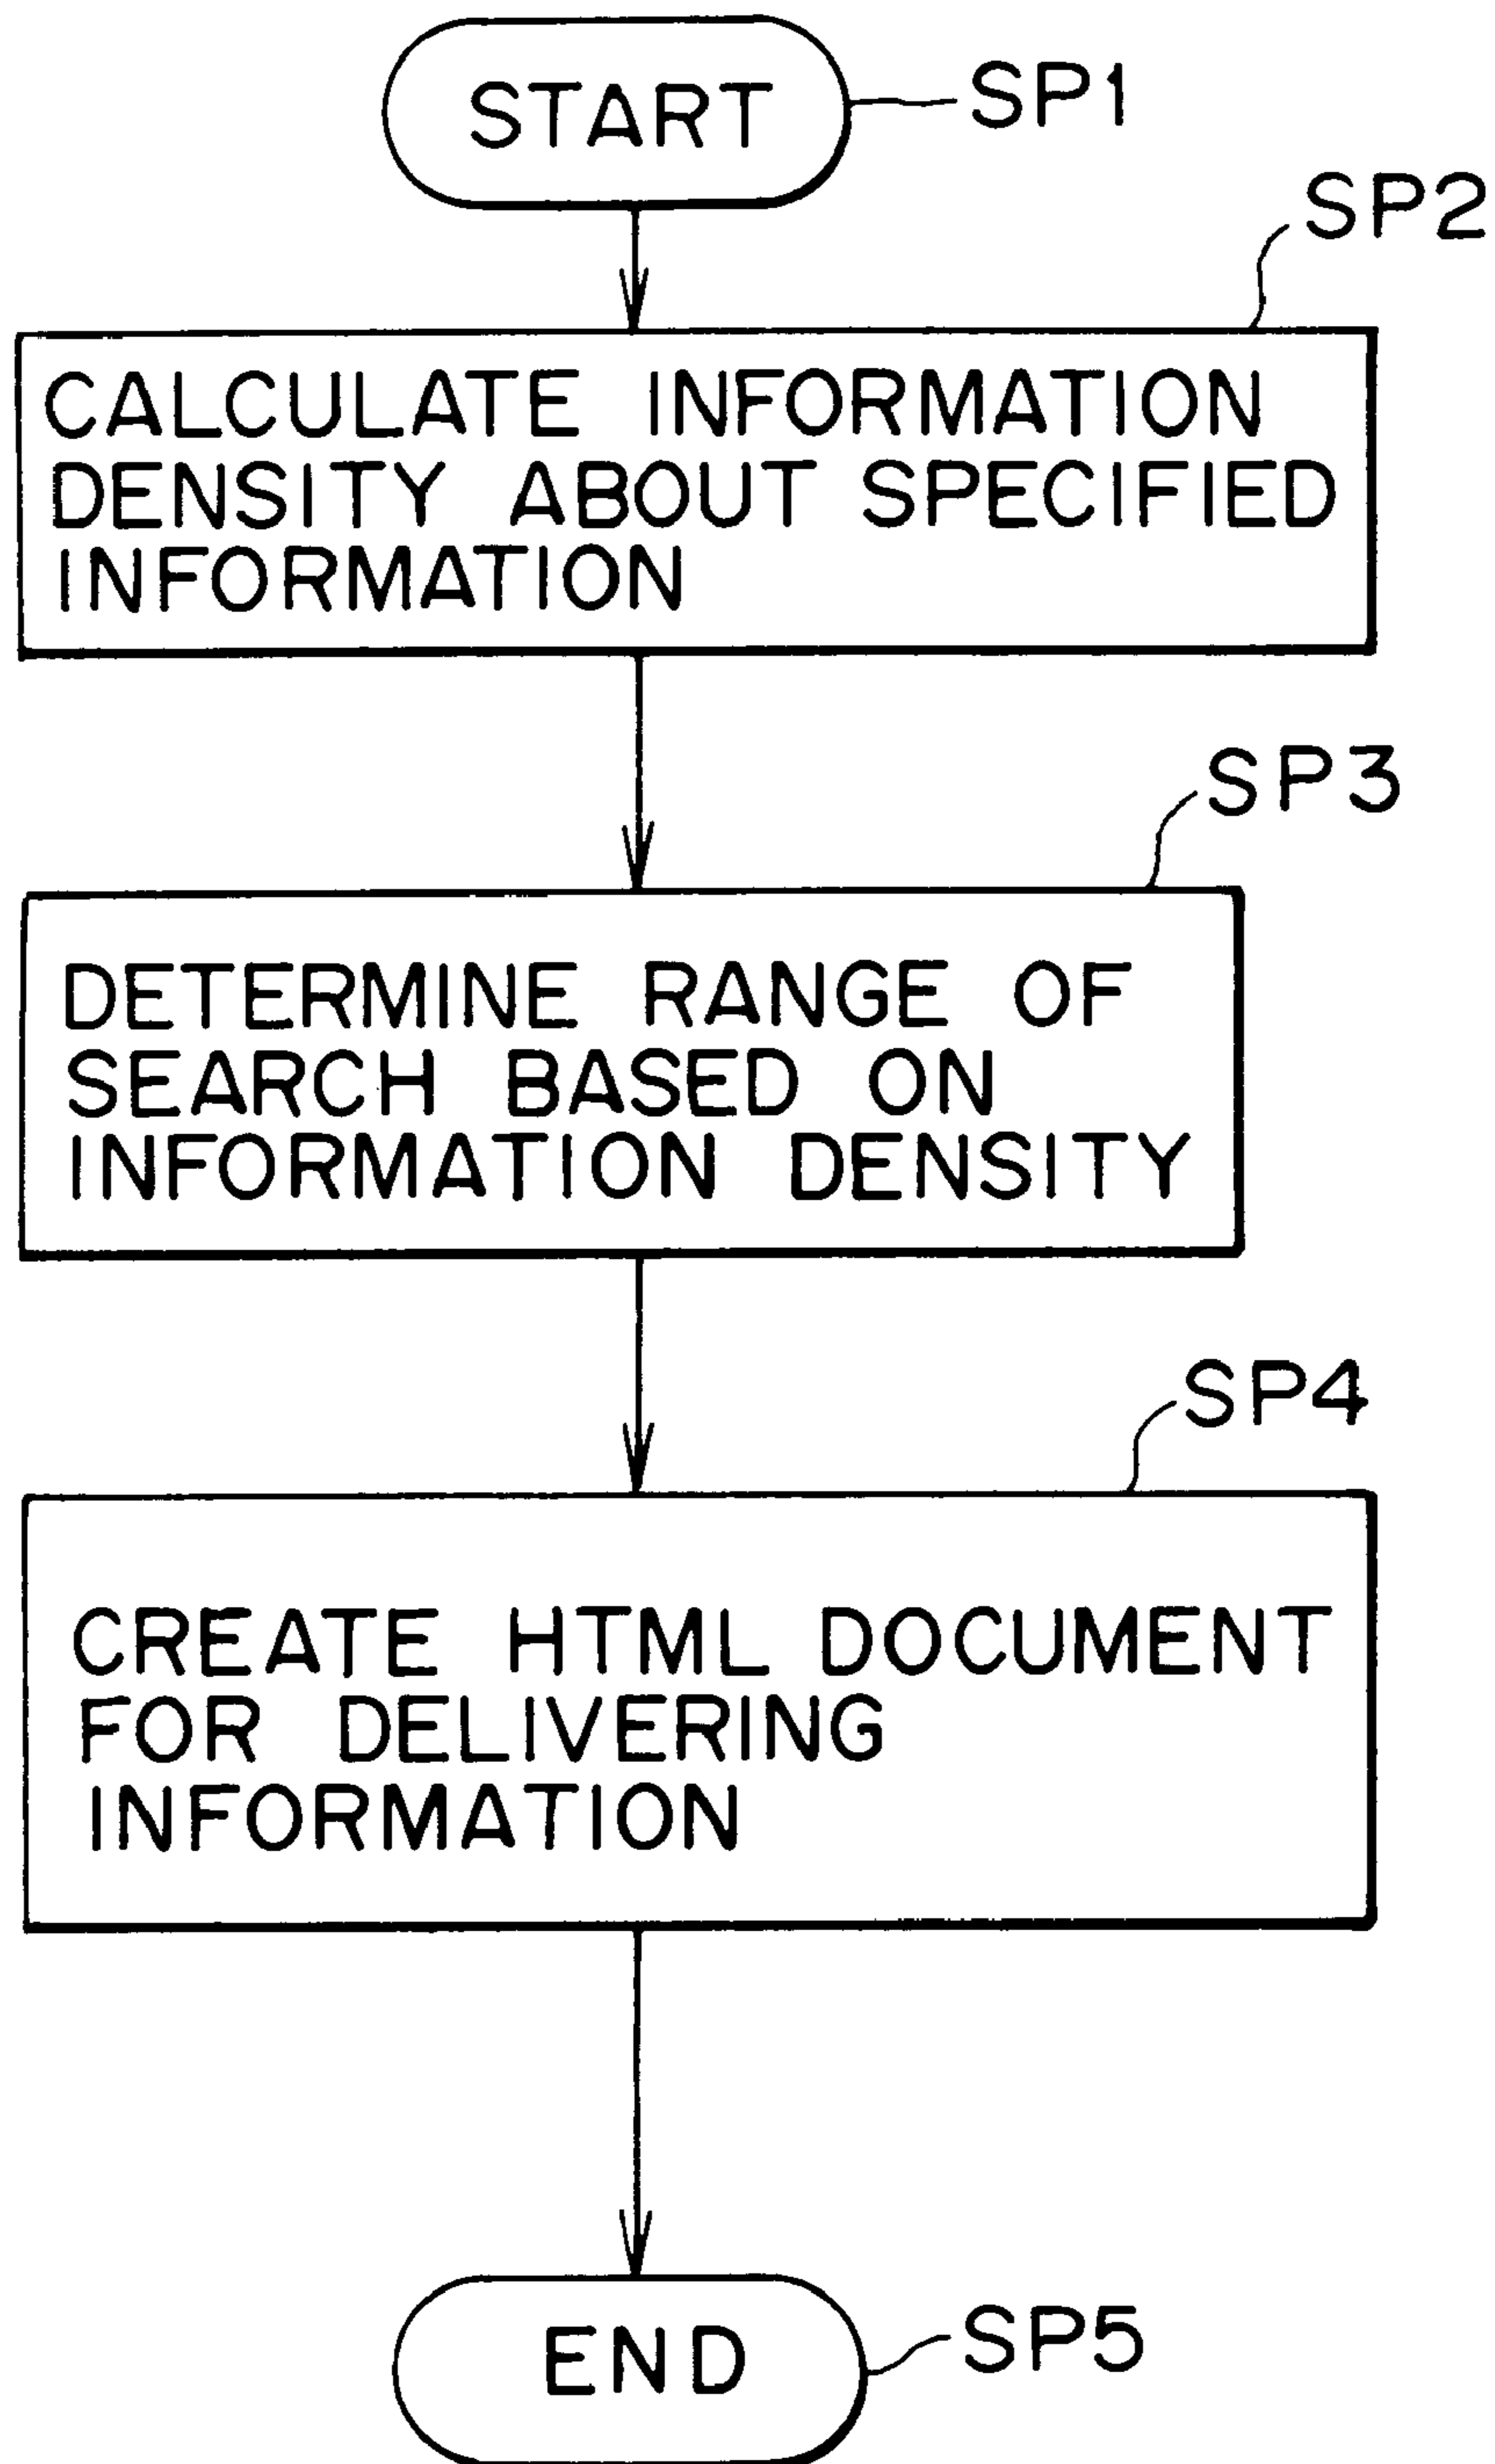 START
SP1
SP2
CALCULATE INFORMATION
DENSITY ABOUT SPECIFIED
INFORMATION
SP3
DETERMINE RANGE OF
SEARCH BASED ON
INFORMATION DENSITY
SP4
CREATE HTML DOCUMENT
FOR DELIVERING
INFORMATION
END
SP5